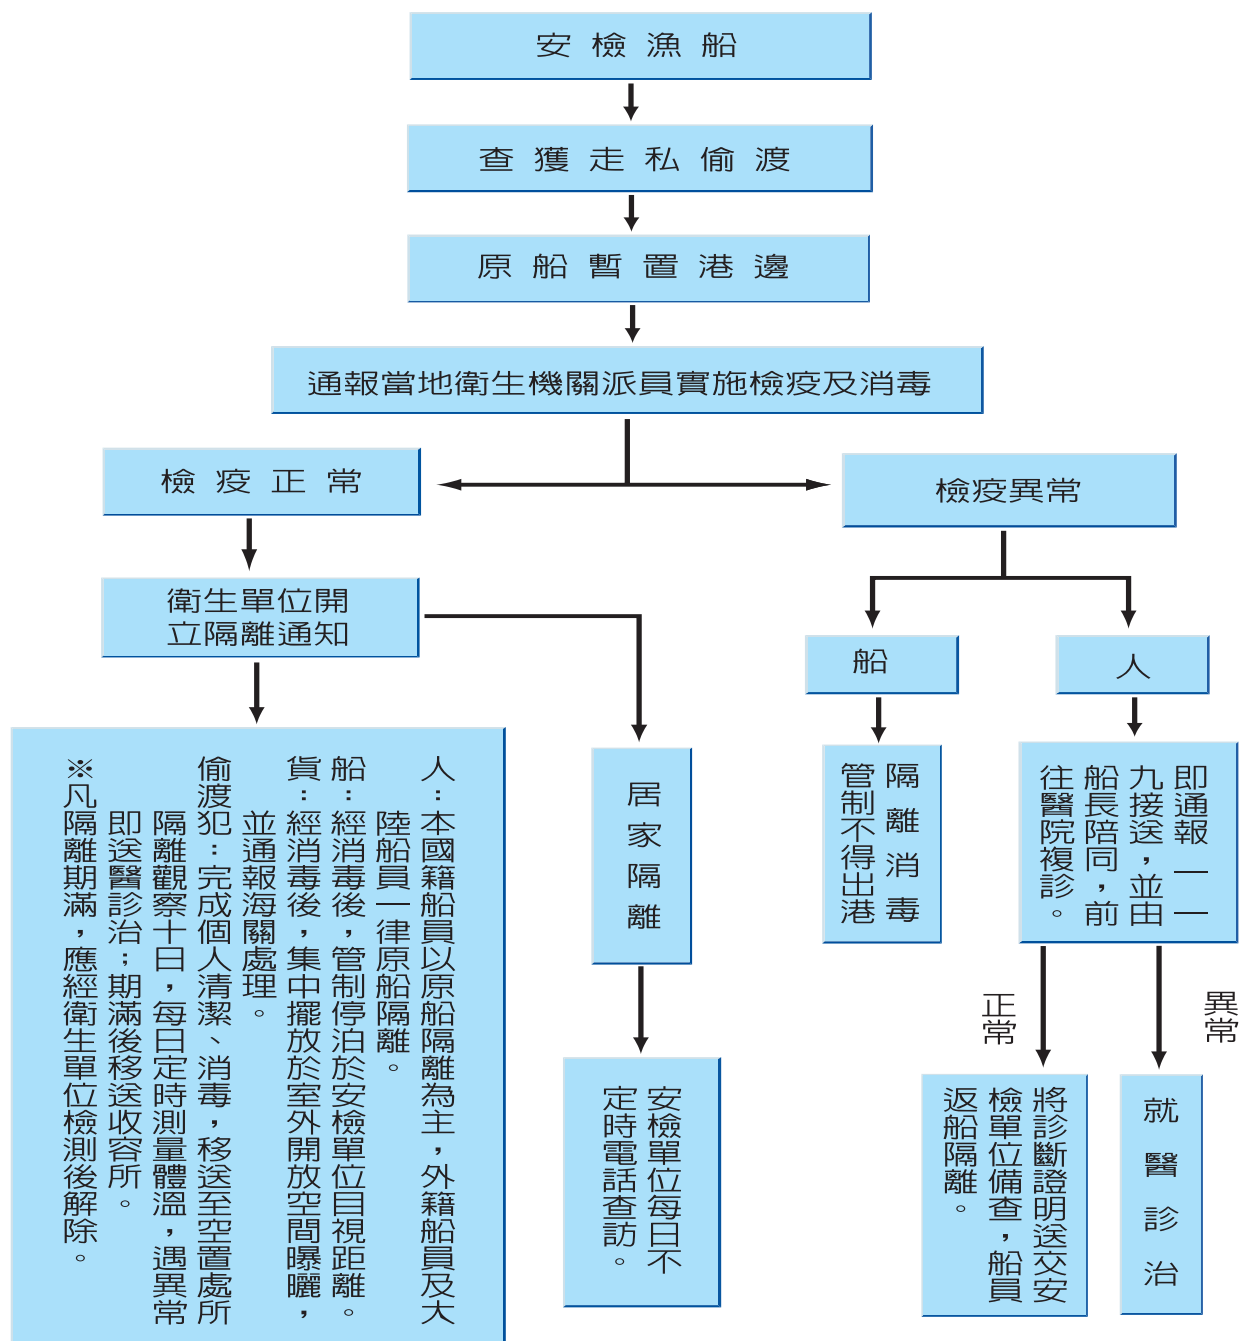 安檢漁船
查獲走私偷渡
原船暫置港邊
通報當地衛生機關派員實施檢疫及消毒
檢疫正常
檢疫異常
衛生單位開
立隔離通知
船
人
人：本國籍船員以原船隔離為主，外籍船員及大
陸船員一律原船隔離。
船：經消毒後，管制停泊於安檢單位目視距離。
貨：經消毒後，集中擺放於室外開放空間曝曬，
並通報海關處理。
偷渡犯：完成個人清潔、消毒，移送至空置處所
隔離觀察十日，每日定時測量體溫，遇異常
即送醫診治；期滿後移送收容所。
※凡隔離期滿，應經衛生單位檢測後解除。
居家隔離
安檢單位每日不
定時電話查訪。
隔離消毒
管制不得出港
即通報一一
九接送，並由
船長陪同，前
往醫院複診。
正常
異常
將診斷證明送交安
檢單位備查，船員
返船隔離。
就醫診治